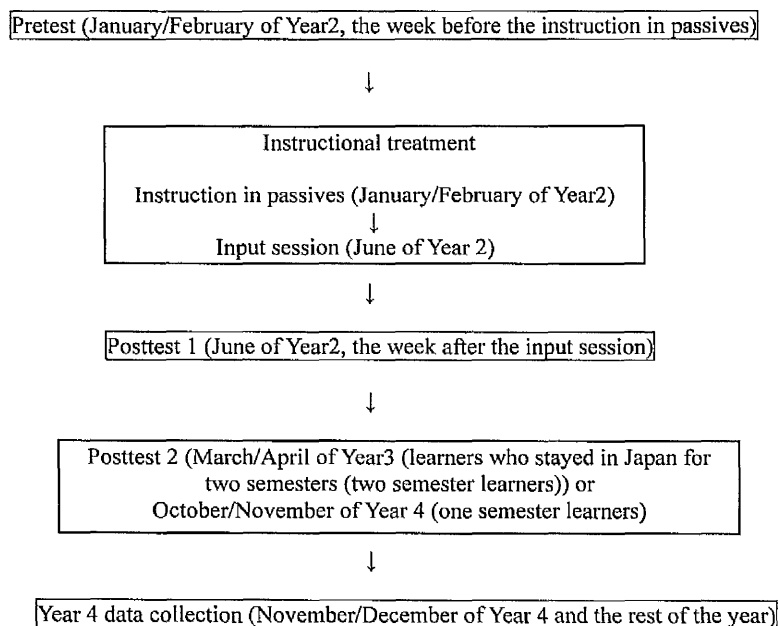 Pretest (January/February of Year2, the week before the instruction in passives)
↓
Instructional treatment
Instruction in passives (January/February of Year2)
↓
Input session (June of Year 2)
↓
Posttest 1 (June of Year2, the week after the input session)
↓
Posttest 2 (March/April of Year3 (learners who stayed in Japan for
two semesters (two semester learners)) or
October/November of Year 4 (one semester learners)
↓
Year 4 data collection (November/December of Year 4 and the rest of the year)